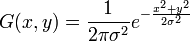 G(x, y) = \frac{1}{2\pi\sigma^2} e^{-\frac{x^2+y^2}{2\sigma^2}}